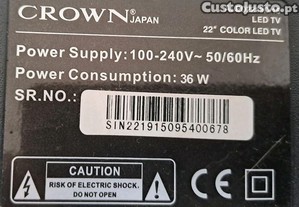 CustoJusto.pt
CROWN® JAPAN
LED TV
22" COLOR LED TV
Power Supply: 100-240V~ 50/60Hz
Power Consumption: 36 W
SR.NO.:
SIN221915095400678
CAUTION
RISK OF ELECTRIC SHOCK.
DO NOT OPEN.
CE